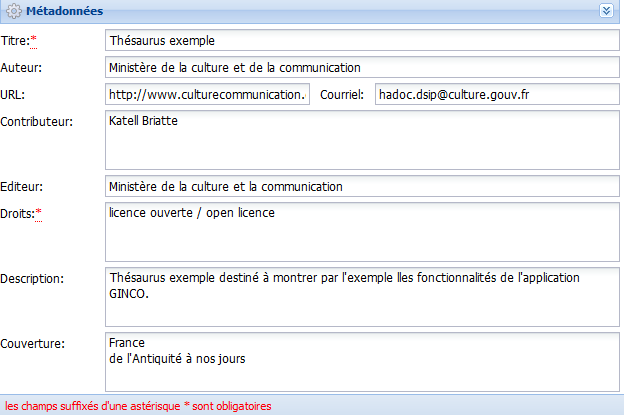 Métadonnées
Titre:* Thésaurus exemple
Auteur: Ministère de la culture et de la communication
URL: http://www.culturecommunication. Courriel: hadoc.dsip@culture.gouv.fr
Contributeur: Katell Briatte
Editeur: Ministère de la culture et la communication
Droits:* licence ouverte / open licence
Description: Thésaurus exemple destiné à montrer par l'exemple lles fonctionnalités de l'application
GINCO.
Couverture: France
de l'Antiquité à nos jours
les champs suffixés d'une astérisque * sont obligatoires